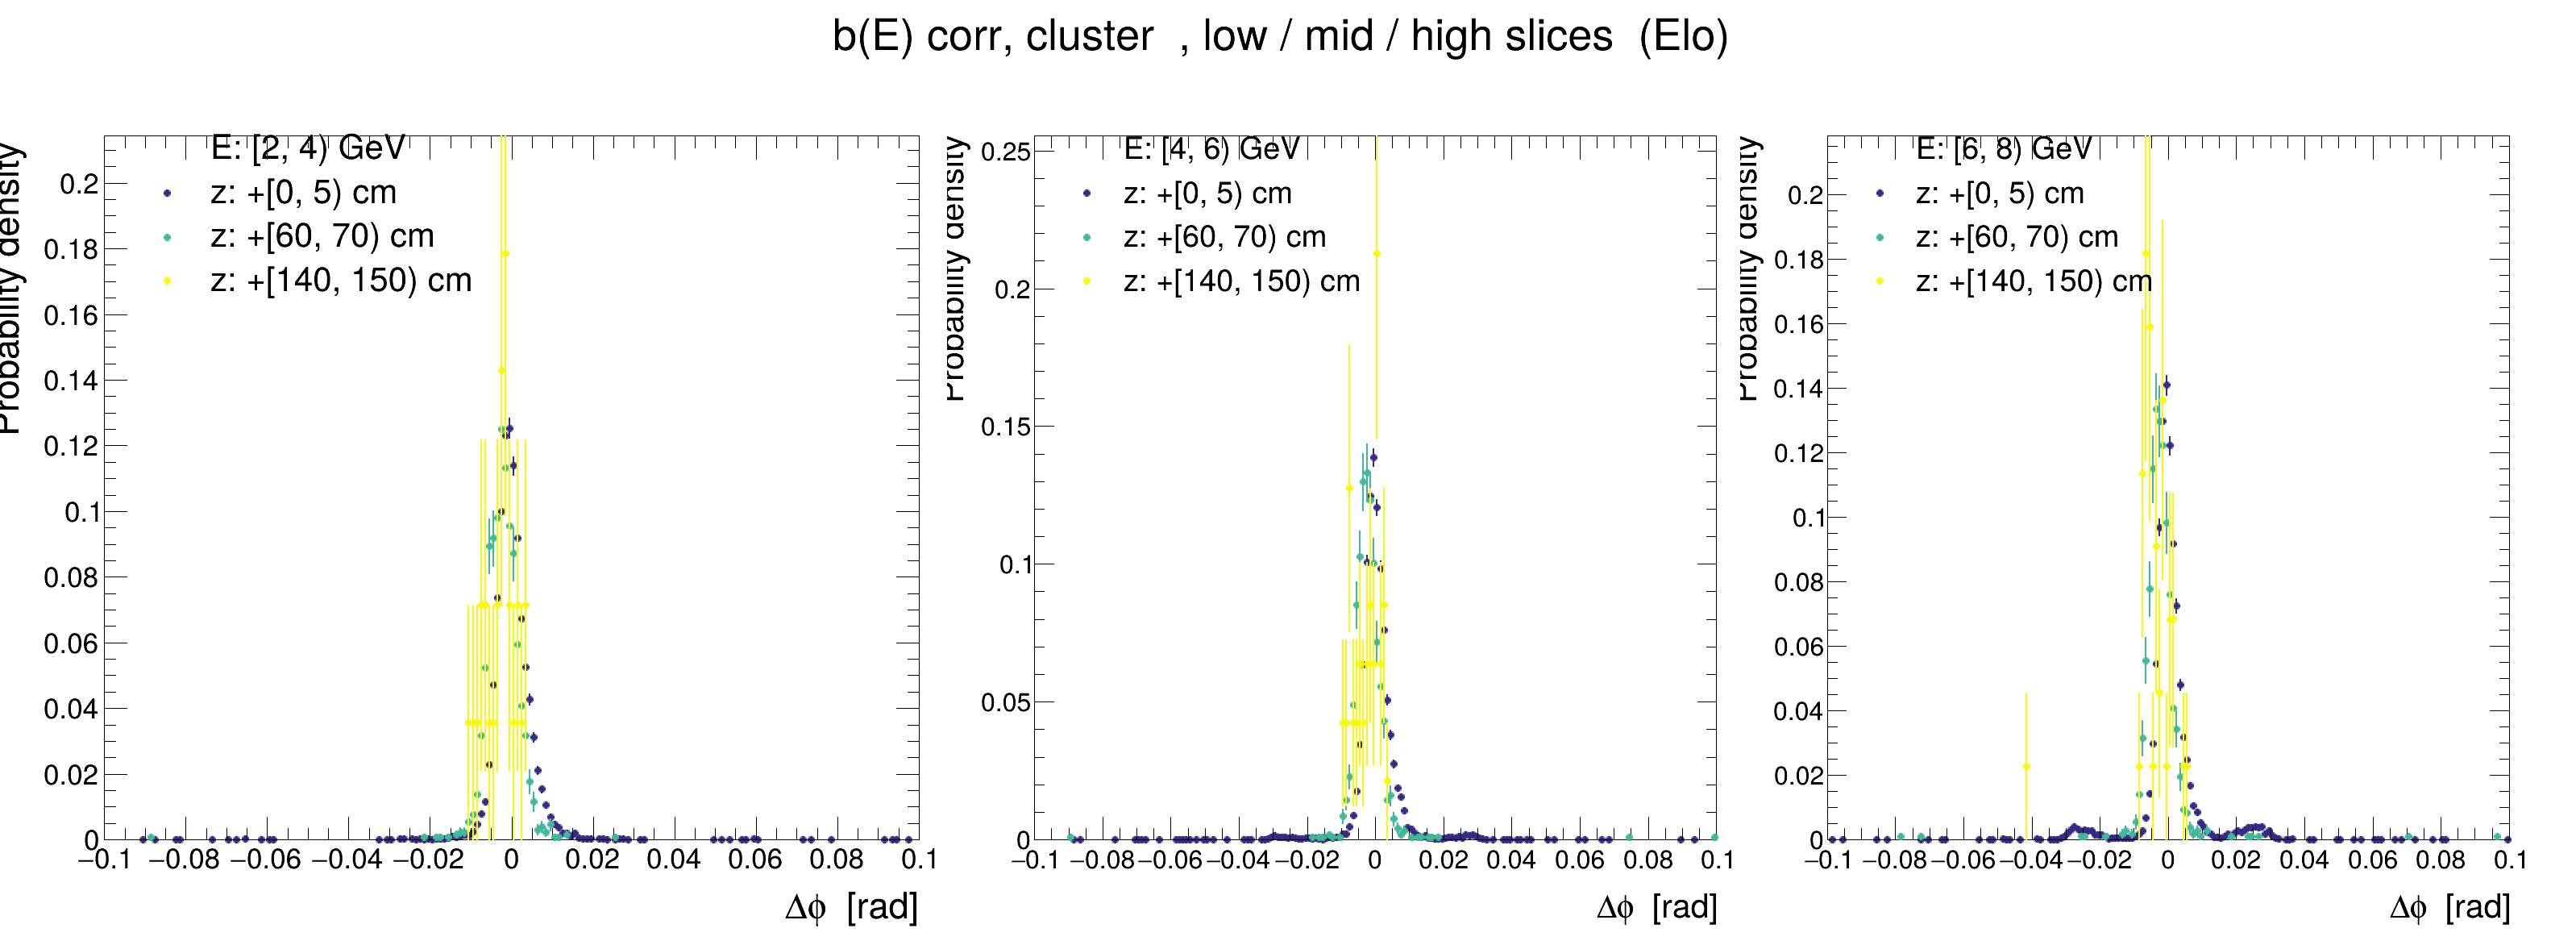 b(E) corr, cluster , low / mid / high slices (Elo)
Probability density
E: [2, 4) GeV
z: +[0, 5) cm
z: +[60, 70) cm
z: +[140, 150) cm
0.2
0.18
0.16
0.14
0.12
0.1
0.08
0.06
0.04
0.02
0
−0.1 −0.08 −0.06 −0.04 −0.02 0 0.02 0.04 0.06 0.08 0.1
Δϕ [rad]
Probability density
E: [4, 6) GeV
z: +[0, 5) cm
z: +[60, 70) cm
z: +[140, 150) cm
0.25
0.2
0.15
0.1
0.05
0
−0.1 −0.08 −0.06 −0.04 −0.02 0 0.02 0.04 0.06 0.08 0.1
Δϕ [rad]
Probability density
E: [6, 8) GeV
z: +[0, 5) cm
z: +[60, 70) cm
z: +[140, 150) cm
0.2
0.18
0.16
0.14
0.12
0.1
0.08
0.06
0.04
0.02
0
−0.1 −0.08 −0.06 −0.04 −0.02 0 0.02 0.04 0.06 0.08 0.1
Δϕ [rad]